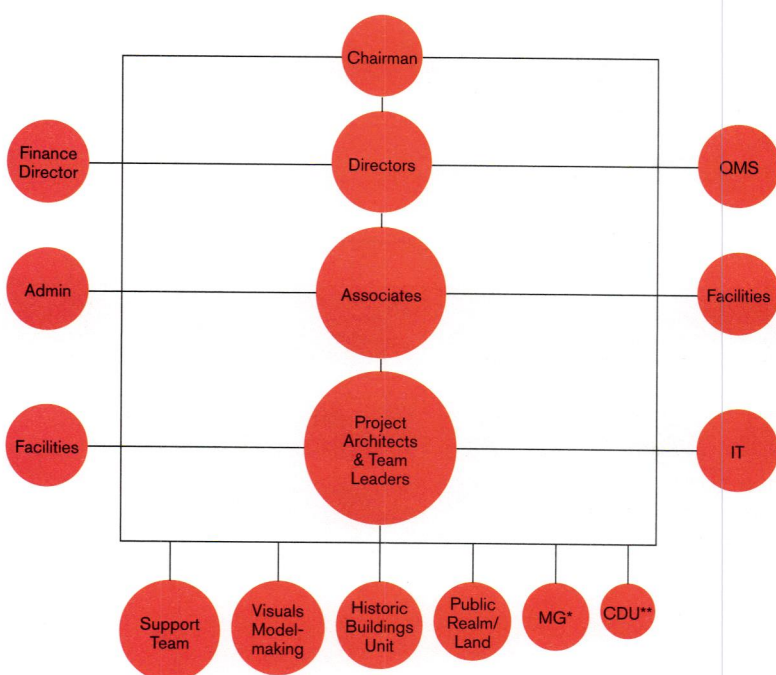 Chairman
Finance
Director
Directors
QMS
Admin
Associates
Facilities
Facilities
Project
Architects
& Team
Leaders
IT
Support
Team
Visuals
Model-
making
Historic
Buildings
Unit
Public
Realm/
Land
MG*
CDU**